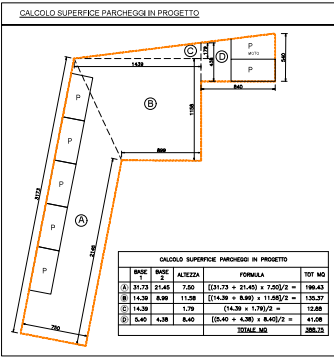 CALCOLO SUPERFICE PARCHEGGI IN PROGETTO
C
179
438
D
P
MOTO
P
540
1439
840
P
P
P
P
P
B
1158
899
3173
2145
A
750
CALCOLO SUPERFICIE PARCHEGGI IN PROGETTO
BASE 1 BASE 2 ALTEZZA FORMULA TOT MQ
A 31.73 21.45 7.50 [(31.73 + 21.45) x 7.50]/2 = 199.43
B 14.39 8.99 11.58 [(14.39 + 8.99) x 11.58]/2 = 135.37
C 14.39 1.79 (14.39 x 1.79)/2 = 12.88
D 5.40 4.38 8.40 [(5.40 + 4.38) x 8.40]/2 = 41.08
TOTALE MQ 388.75